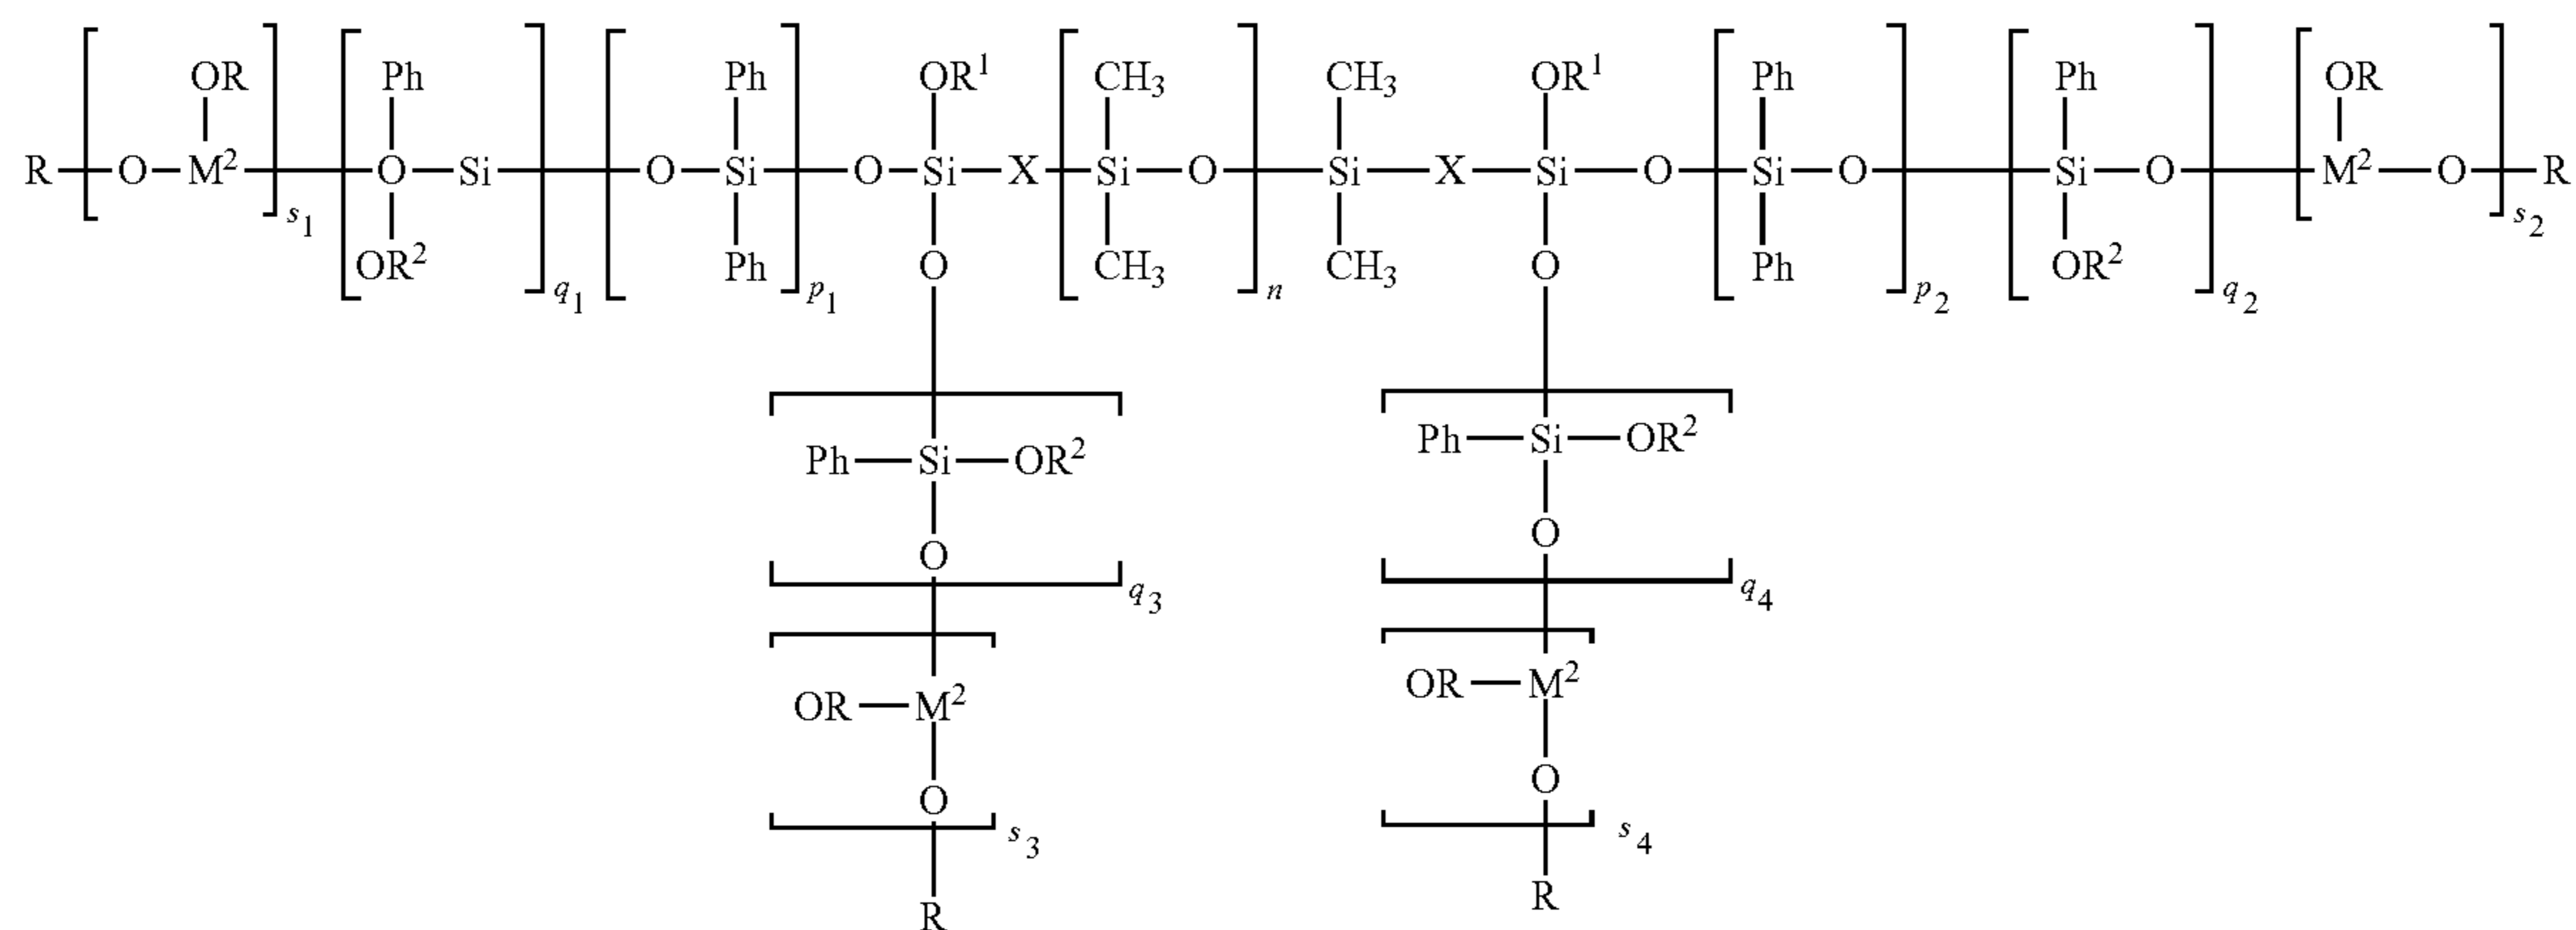 OR Ph Ph OR¹ CH₃ CH₃ OR¹ Ph Ph OR
R O M² O Si O Si O Si X Si O Si X Si O Si O Si O M² O R
s₁ s₂
OR² Ph O CH₃ CH₃ O Ph OR²
q₁ p₁ n p₂ q₂
Ph Si OR² Ph Si OR²
O O
q₃ q₄
OR M² OR M²
O O
s₃ s₄
R R